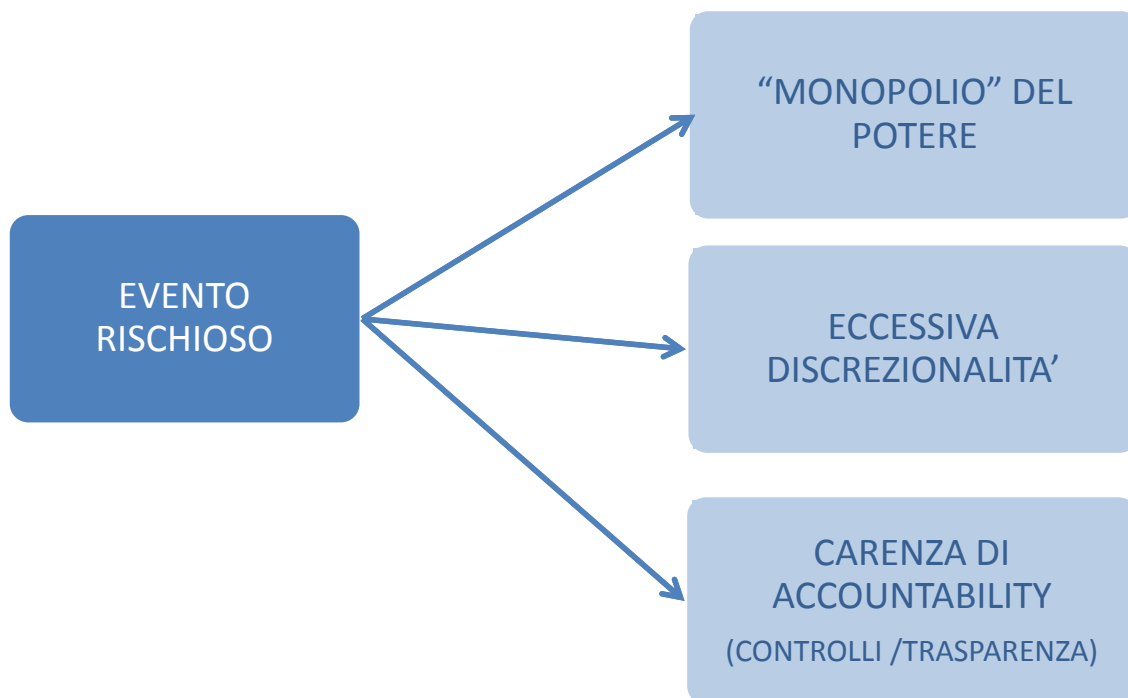 “MONOPOLIO” DEL
POTERE
EVENTO
RISCHIOSO
ECCESSIVA
DISCREZIONALITA’
CARENZA DI
ACCOUNTABILITY
(CONTROLLI /TRASPARENZA)